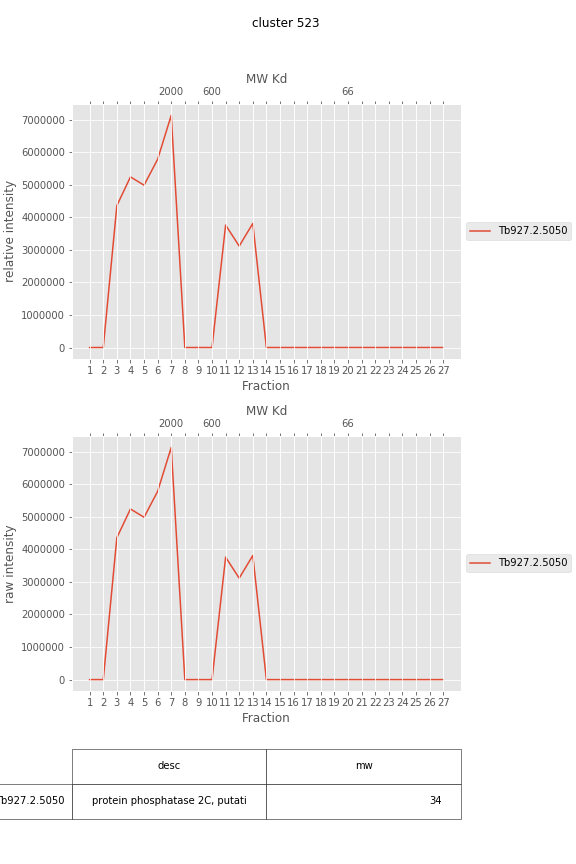 cluster 523
MW Kd
2000 600 66
7000000
6000000
5000000
4000000
3000000
2000000
1000000
0
relative intensity
Tb927.2.5050
1 2 3 4 5 6 7 8 9 10 11 12 13 14 15 16 17 18 19 20 21 22 23 24 25 26 27
Fraction
MW Kd
2000 600 66
7000000
6000000
5000000
4000000
3000000
2000000
1000000
0
raw intensity
Tb927.2.5050
1 2 3 4 5 6 7 8 9 10 11 12 13 14 15 16 17 18 19 20 21 22 23 24 25 26 27
Fraction
desc mw
b927.2.5050 protein phosphatase 2C, putati 34